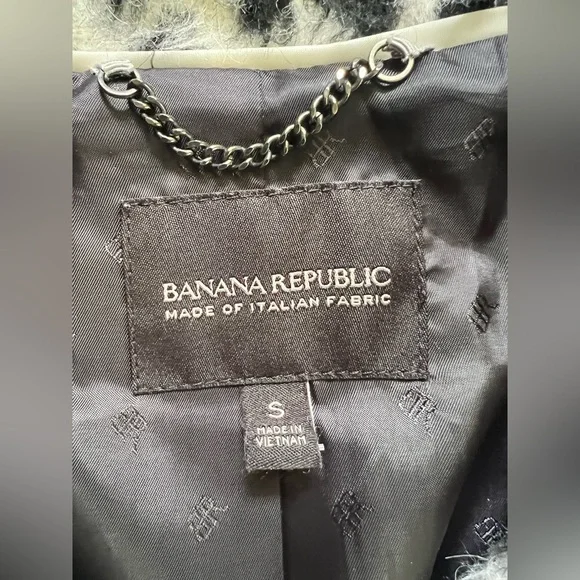 BANANA REPUBLIC
MADE OF ITALIAN FABRIC
S
MADE IN
VIETNAM